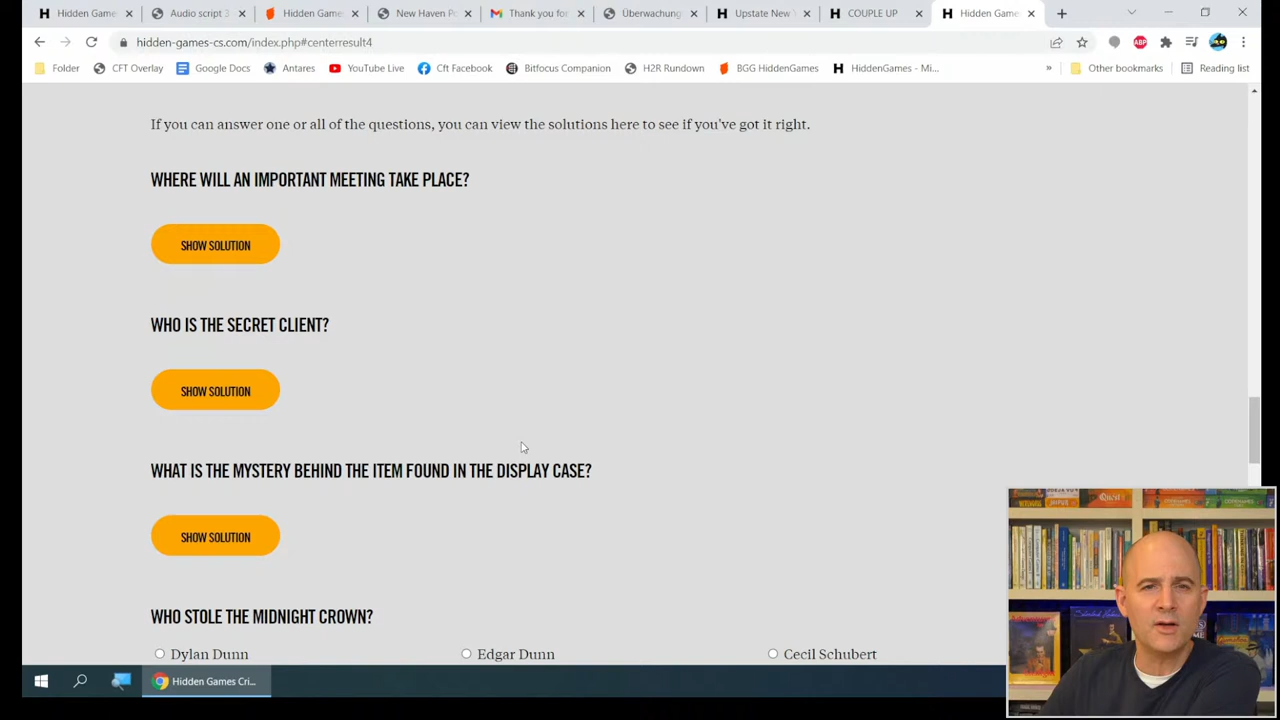 Hidden Game
Audio script 3
Hidden Game
New Haven Po
Thank you for
Überwachung
Upstate New
COUPLE UP
Hidden Game
hidden-games-cs.com/index.php#centerresult4
ABP
Folder
CFT Overlay
Google Docs
Antares
YouTube Live
Cft Facebook
Bitfocus Companion
H2R Rundown
BGG HiddenGames
HiddenGames - Mi...
»
Other bookmarks
Reading list
If you can answer one or all of the questions, you can view the solutions here to see if you've got it right.
WHERE WILL AN IMPORTANT MEETING TAKE PLACE?
SHOW SOLUTION
WHO IS THE SECRET CLIENT?
SHOW SOLUTION
WHAT IS THE MYSTERY BEHIND THE ITEM FOUND IN THE DISPLAY CASE?
SHOW SOLUTION
WHO STOLE THE MIDNIGHT CROWN?
Dylan Dunn
Edgar Dunn
Cecil Schubert
Hidden Games Cri...